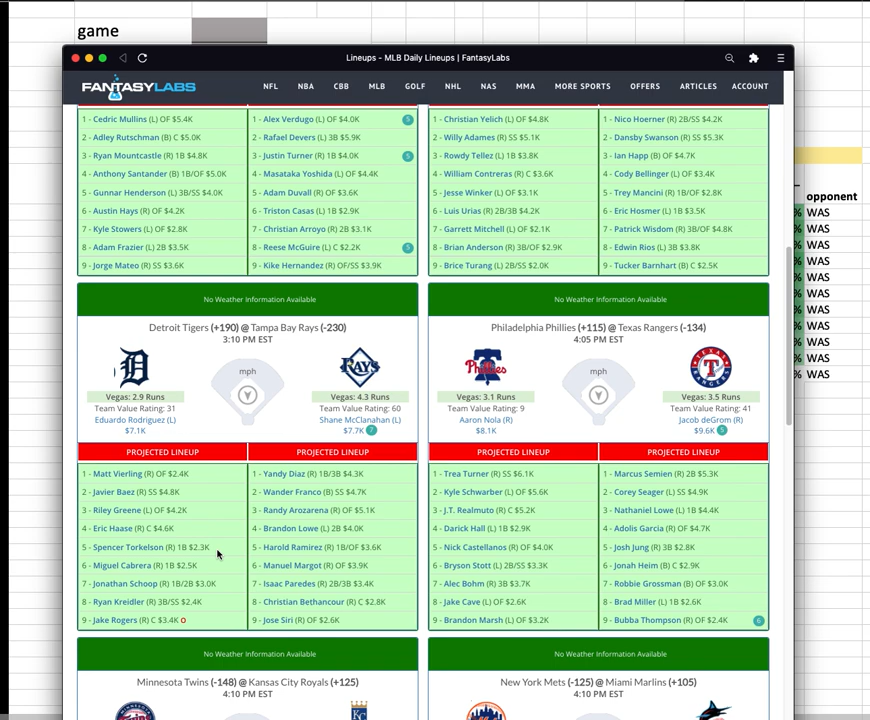 game
Lineups - MLB Daily Lineups | FantasyLabs
FANTASYLABS
NFL NBA CBB MLB GOLF NHL NAS MMA MORE SPORTS OFFERS ARTICLES ACCOUNT
1 - Cedric Mullins (L) OF $5.4K
2 - Adley Rutschman (B) C $5.0K
3 - Ryan Mountcastle (R) 1B $4.8K
4 - Anthony Santander (B) 1B/OF $5.0K
5 - Gunnar Henderson (L) 3B/SS $4.0K
6 - Austin Hays (R) OF $4.2K
7 - Kyle Stowers (L) OF $2.8K
8 - Adam Frazier (L) 2B $3.5K
9 - Jorge Mateo (R) SS $3.6K
1 - Alex Verdugo (L) OF $4.0K 5
2 - Rafael Devers (L) 3B $5.9K
3 - Justin Turner (R) 1B $4.0K 5
4 - Masataka Yoshida (L) OF $4.4K
5 - Adam Duvall (R) OF $3.6K
6 - Triston Casas (L) 1B $2.9K
7 - Christian Arroyo (R) 2B $3.1K
8 - Reese McGuire (L) C $2.2K 5
9 - Kike Hernandez (R) OF/SS $3.9K
1 - Christian Yelich (L) OF $4.8K
2 - Willy Adames (R) SS $5.1K
3 - Rowdy Tellez (L) 1B $3.8K
4 - William Contreras (R) C $3.6K
5 - Jesse Winker (L) OF $3.1K
6 - Luis Urias (R) 2B/3B $4.2K
7 - Garrett Mitchell (L) OF $2.1K
8 - Brian Anderson (R) 3B/OF $2.9K
9 - Brice Turang (L) 2B/SS $2.0K
1 - Nico Hoerner (R) 2B/SS $4.2K
2 - Dansby Swanson (R) SS $5.3K
3 - Ian Happ (B) OF $4.7K
4 - Cody Bellinger (L) OF $3.4K
5 - Trey Mancini (R) 1B/OF $2.8K
6 - Eric Hosmer (L) 1B $3.5K
7 - Patrick Wisdom (R) 3B/OF $4.8K
8 - Edwin Rios (L) 3B $3.8K
9 - Tucker Barnhart (B) C $2.5K
No Weather Information Available
Detroit Tigers (+190) @ Tampa Bay Rays (-230)
3:10 PM EST
mph
Vegas: 2.9 Runs
Team Value Rating: 31
Eduardo Rodriguez (L)
$7.1K
RAYS
Vegas: 4.3 Runs
Team Value Rating: 60
Shane McClanahan (L)
$7.7K 7
PROJECTED LINEUP
1 - Matt Vierling (R) OF $2.4K
2 - Javier Baez (R) SS $4.8K
3 - Riley Greene (L) OF $4.2K
4 - Eric Haase (R) C $4.6K
5 - Spencer Torkelson (R) 1B $2.3K
6 - Miguel Cabrera (R) 1B $2.5K
7 - Jonathan Schoop (R) 1B/2B $3.0K
8 - Ryan Kreidler (R) 3B/SS $2.4K
9 - Jake Rogers (R) C $3.4K
PROJECTED LINEUP
1 - Yandy Diaz (R) 1B/3B $4.3K
2 - Wander Franco (B) SS $4.7K
3 - Randy Arozarena (R) OF $5.1K
4 - Brandon Lowe (L) 2B $4.0K
5 - Harold Ramirez (R) 1B/OF $3.6K
6 - Manuel Margot (R) OF $3.9K
7 - Isaac Paredes (R) 2B/3B $3.4K
8 - Christian Bethancour (R) C $2.8K
9 - Jose Siri (R) OF $2.6K
No Weather Information Available
Philadelphia Phillies (+115) @ Texas Rangers (-134)
4:05 PM EST
mph
Phillies
Vegas: 3.1 Runs
Team Value Rating: 9
Aaron Nola (R)
$8.1K
T
Vegas: 3.5 Runs
Team Value Rating: 41
Jacob deGrom (R)
$9.6K 5
PROJECTED LINEUP
1 - Trea Turner (R) SS $6.1K
2 - Kyle Schwarber (L) OF $5.6K
3 - J.T. Realmuto (R) C $5.2K
4 - Darick Hall (L) 1B $2.9K
5 - Nick Castellanos (R) OF $4.0K
6 - Bryson Stott (L) 2B/SS $3.3K
7 - Alec Bohm (R) 3B $3.7K
8 - Jake Cave (L) OF $2.6K
9 - Brandon Marsh (L) OF $3.2K
PROJECTED LINEUP
1 - Marcus Semien (R) 2B $5.3K
2 - Corey Seager (L) SS $4.9K
3 - Nathaniel Lowe (L) 1B $4.4K
4 - Adolis Garcia (R) OF $4.7K
5 - Josh Jung (R) 3B $2.8K
6 - Jonah Heim (B) C $2.9K
7 - Robbie Grossman (B) OF $3.0K
8 - Brad Miller (L) 1B $2.6K
9 - Bubba Thompson (R) OF $2.4K 6
No Weather Information Available
Minnesota Twins (-148) @ Kansas City Royals (+125)
4:10 PM EST
KC
No Weather Information Available
New York Mets (-125) @ Miami Marlins (+105)
4:10 PM EST
opponent
% WAS
% WAS
% WAS
% WAS
% WAS
% WAS
% WAS
% WAS
% WAS
% WAS
% WAS